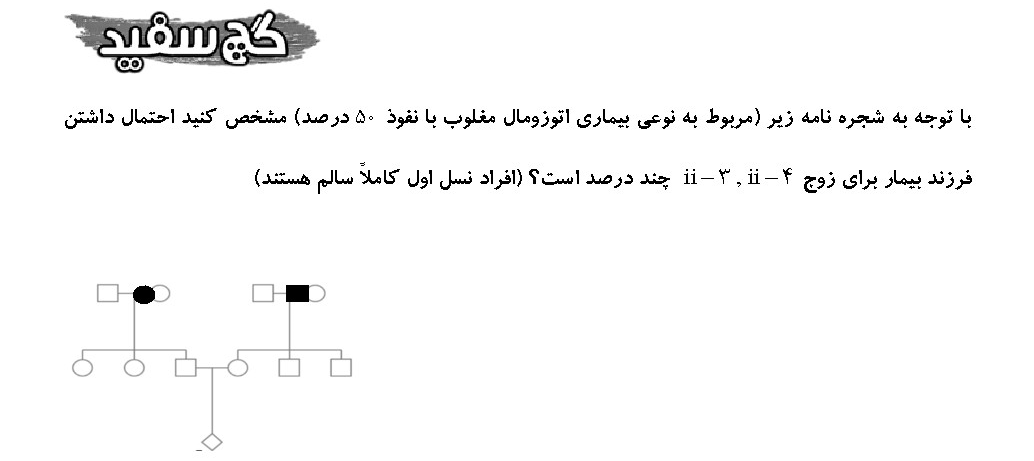 گچ سفید
با توجه به شجره نامه زیر (مربوط به نوعی بیماری اتوزومال مغلوب با نفوذ ۵۰ درصد) مشخص کنید احتمال داشتن
فرزند بیمار برای زوج ii – ۳ , ii – ۴ چند درصد است؟ (افراد نسل اول کاملاً سالم هستند)